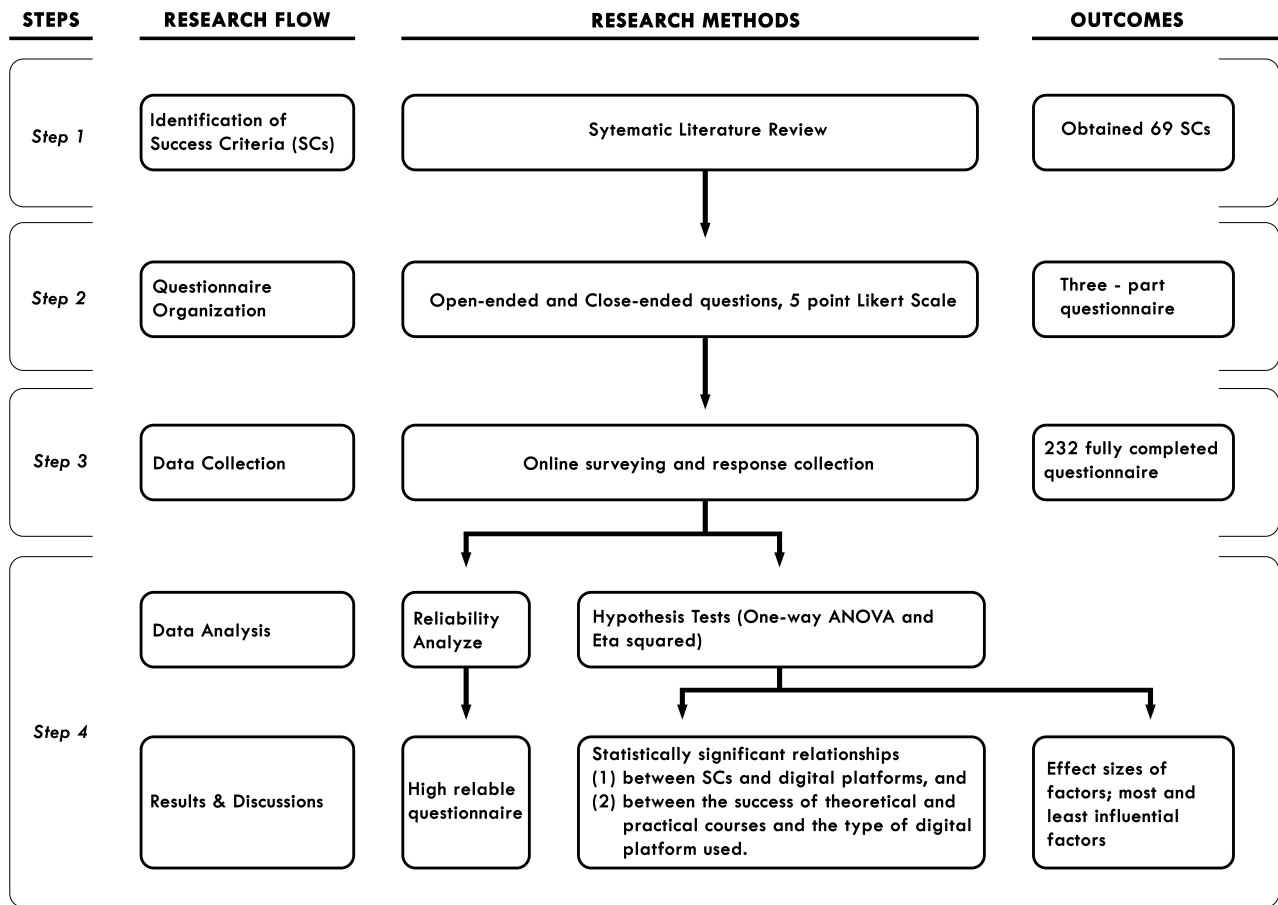 STEPS
RESEARCH FLOW
RESEARCH METHODS
OUTCOMES
Step 1
Identification of
Success Criteria (SCs)
Sytematic Literature Review
Obtained 69 SCs
Step 2
Questionnaire
Organization
Open-ended and Close-ended questions, 5 point Likert Scale
Three - part
questionnaire
Step 3
Data Collection
Online surveying and response collection
232 fully completed
questionnaire
Step 4
Data Analysis
Reliability
Analyze
Hypothesis Tests (One-way ANOVA and
Eta squared)
Results & Discussions
High relable
questionnaire
Statistically significant relationships
(1) between SCs and digital platforms, and
(2) between the success of theoretical and
practical courses and the type of digital
platform used.
Effect sizes of
factors; most and
least influential
factors